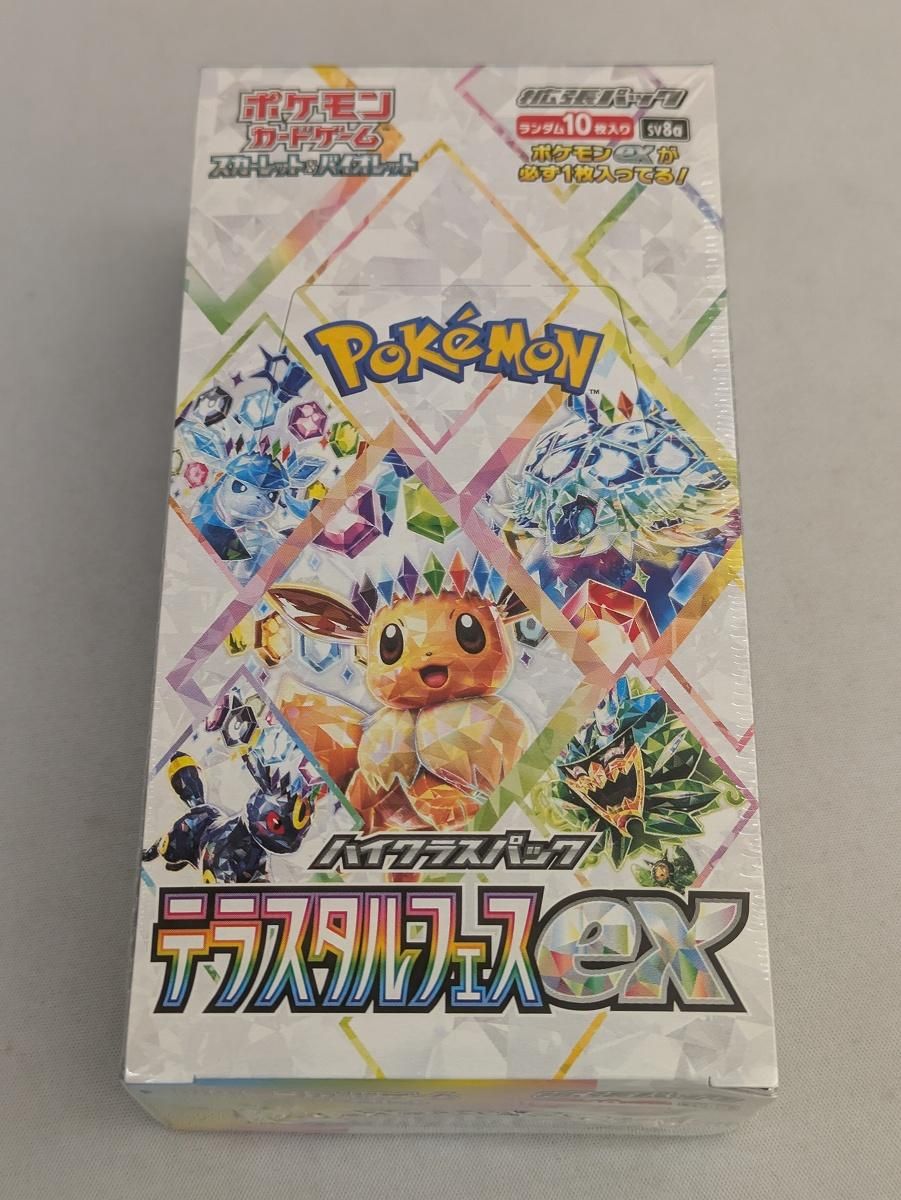 ポケモン
カードゲーム
スカーレット&バイオレット
拡張パック
ランダム10枚入り SV8a
ポケモンexが
必ず1枚入ってる!
POKéMON
TM
ハイクラスパック
テラスタルフェスex